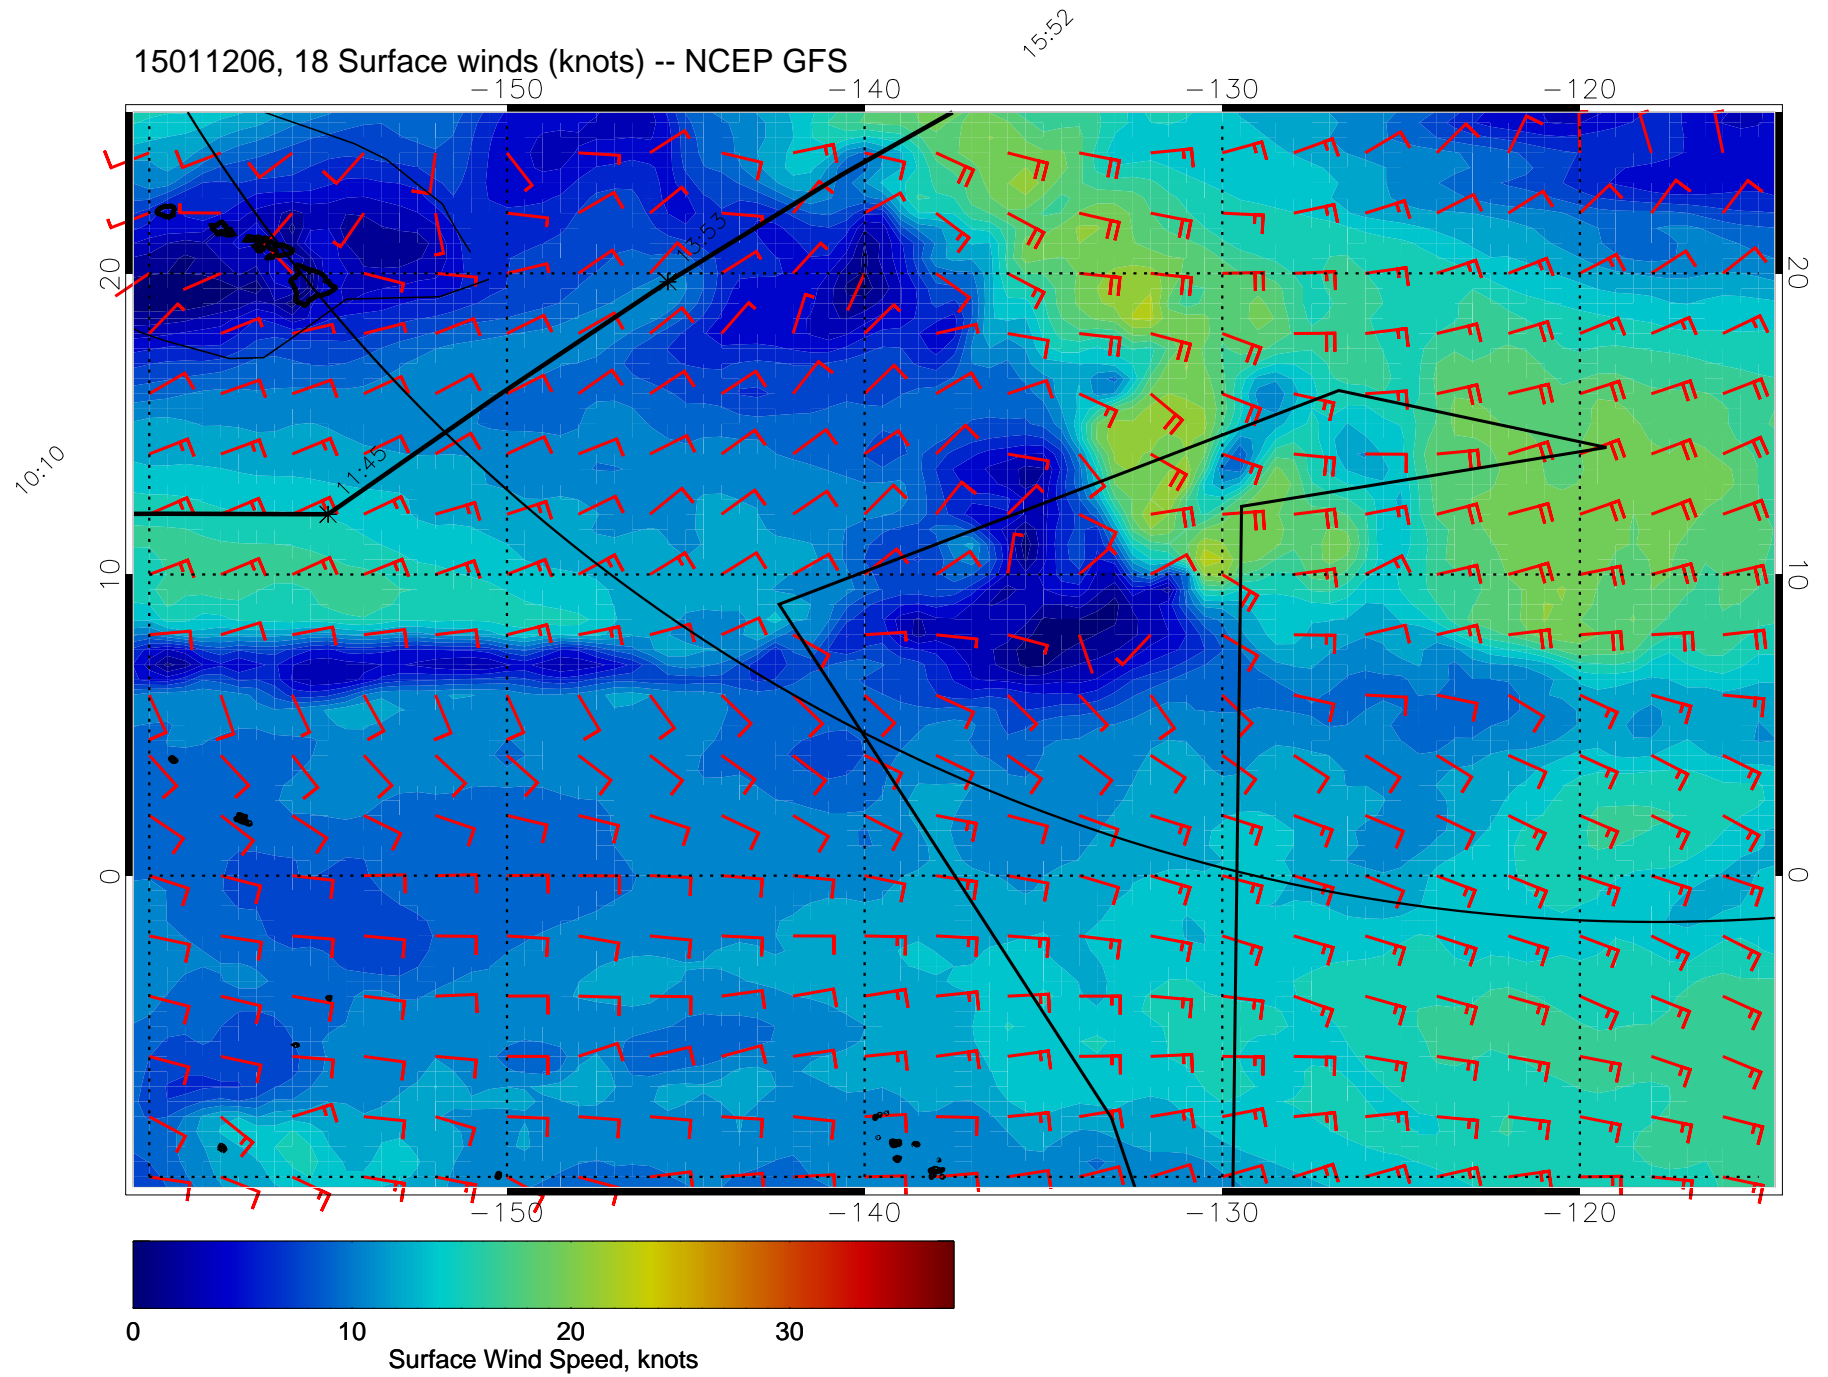 15:52
15011206, 18 Surface winds (knots) -- NCEP GFS
-150 -140 -130 -120
13:53
20 20
11:45
10:10
10 10
0 0
-150 -140 -130 -120
0 10 20 30
Surface Wind Speed, knots